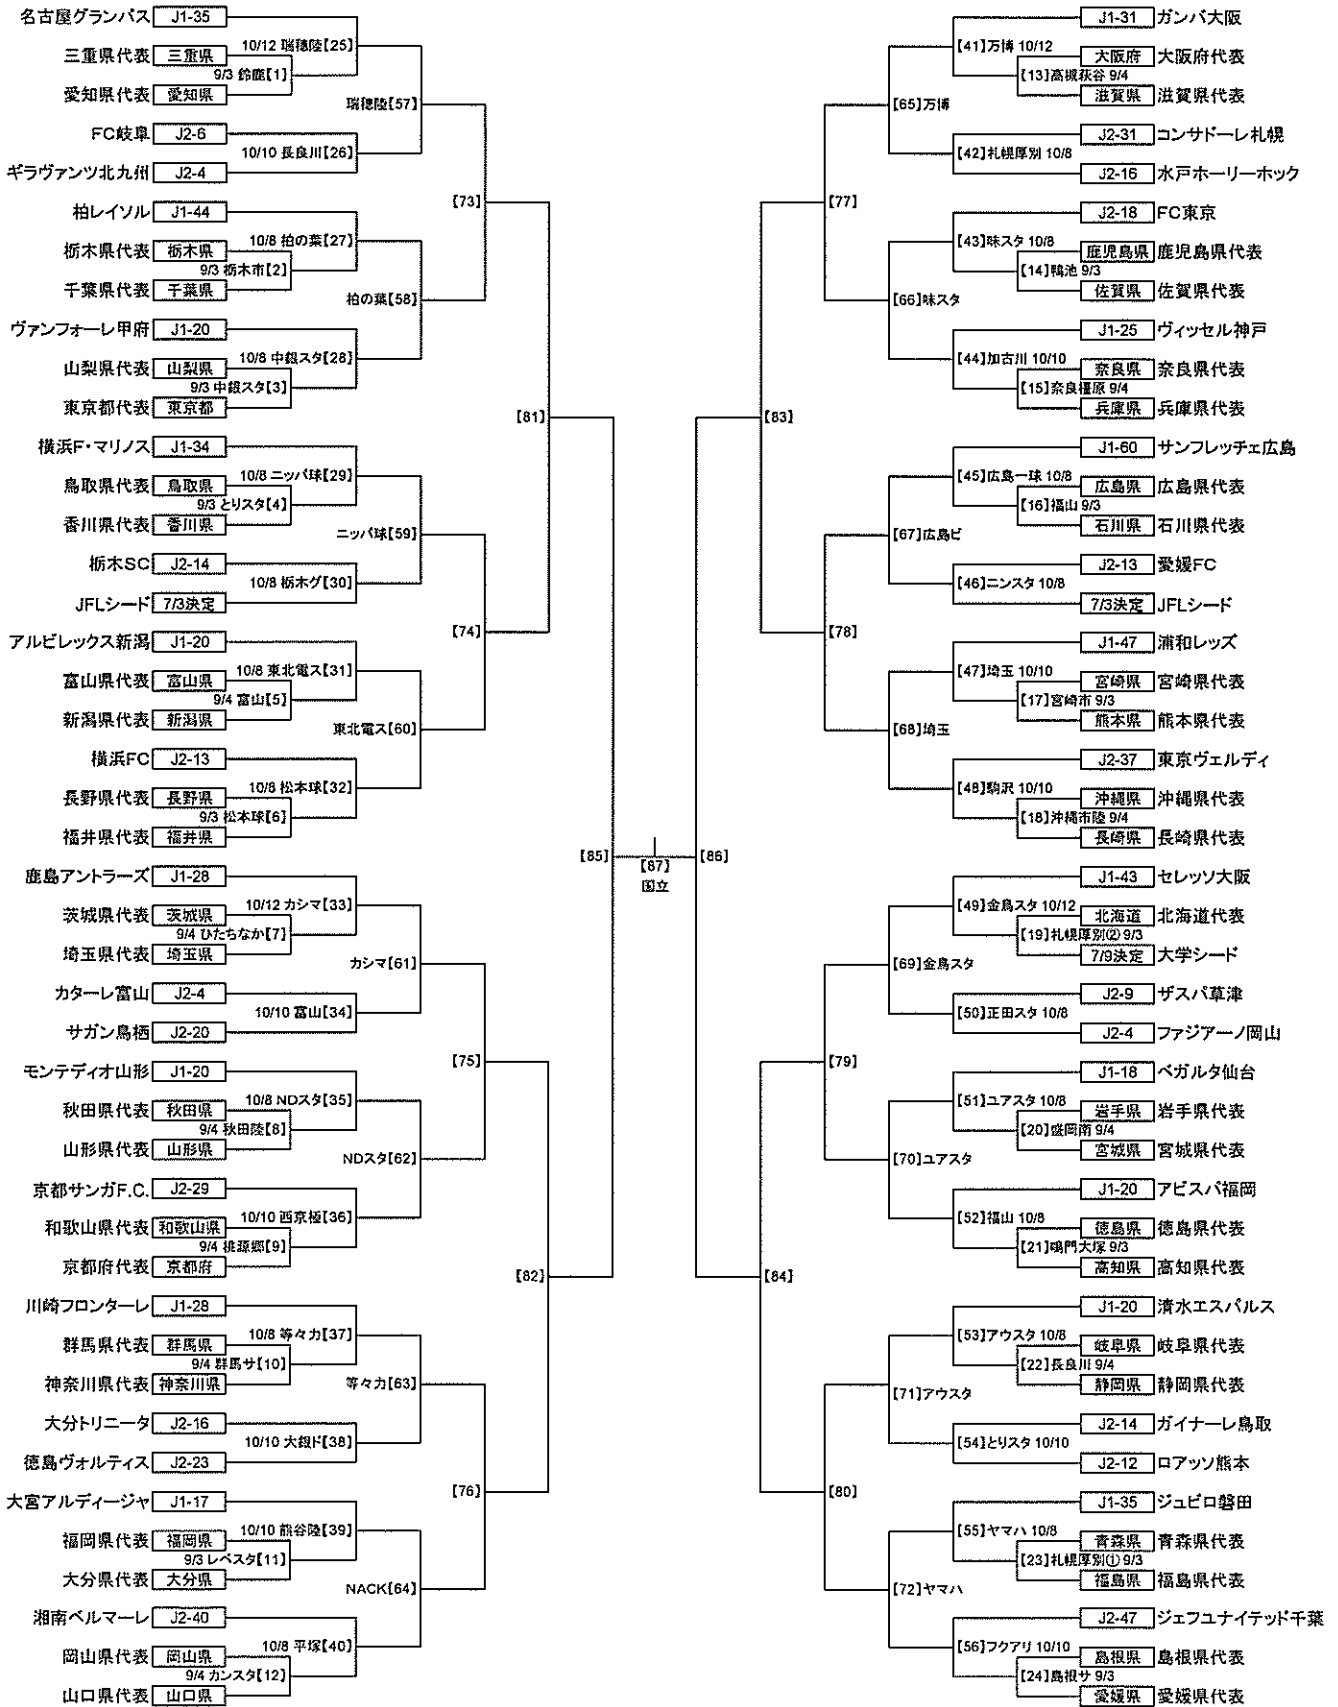 名古屋グランパス J1-35
10/12 瑞穂陸【25】
三重県代表 三重県
9/3 鈴鹿【1】
愛知県代表 愛知県
瑞穂陸【57】
FC岐阜 J2-6
10/10 長良川【26】
ギラヴァンツ北九州 J2-4
【73】
柏レイソル J1-44
10/8 柏の葉【27】
栃木県代表 栃木県
9/3 栃木市【2】
千葉県代表 千葉県
柏の葉【58】
ヴァンフォーレ甲府 J1-20
10/8 中銀スタ【28】
山梨県代表 山梨県
9/3 中銀スタ【3】
東京都代表 東京都
【81】
横浜F・マリノス J1-34
10/8 ニッパ球【29】
鳥取県代表 鳥取県
9/3 とりスタ【4】
香川県代表 香川県
ニッパ球【59】
栃木SC J2-14
10/8 栃木グ【30】
JFLシード 7/3決定
【74】
アルビレックス新潟 J1-20
10/8 東北電ス【31】
富山県代表 富山県
9/4 富山【5】
新潟県代表 新潟県
東北電ス【60】
横浜FC J2-13
10/8 松本球【32】
長野県代表 長野県
9/3 松本球【6】
福井県代表 福井県
【85】
鹿島アントラーズ J1-28
10/12 カシマ【33】
茨城県代表 茨城県
9/4 ひたちなか【7】
埼玉県代表 埼玉県
カシマ【61】
カターレ富山 J2-4
10/10 富山【34】
サガン鳥栖 J2-20
【75】
モンテディオ山形 J1-20
10/8 NDスタ【35】
秋田県代表 秋田県
9/4 秋田陸【8】
山形県代表 山形県
NDスタ【62】
京都サンガF.C. J2-29
10/10 西京極【36】
和歌山県代表 和歌山県
9/4 桃源郷【9】
京都府代表 京都府
【82】
川崎フロンターレ J1-28
10/8 等々力【37】
群馬県代表 群馬県
9/4 群馬サ【10】
神奈川県代表 神奈川県
等々力【63】
大分トリニータ J2-16
10/10 大銀ド【38】
徳島ヴォルティス J2-23
【76】
大宮アルディージャ J1-17
10/10 熊谷陸【39】
福岡県代表 福岡県
9/3 レベスタ【11】
大分県代表 大分県
NACK【64】
湘南ベルマーレ J2-40
10/8 平塚【40】
岡山県代表 岡山県
9/4 カンスタ【12】
山口県代表 山口県
【87】
国立
J1-31 ガンバ大阪
【41】万博 10/12
大阪府 大阪府代表
【13】高槻萩谷 9/4
滋賀県 滋賀県代表
【65】万博
J2-31 コンサドーレ札幌
【42】札幌厚別 10/8
J2-16 水戸ホーリーホック
【77】
J2-18 FC東京
【43】味スタ 10/8
鹿児島県 鹿児島県代表
【14】鴨池 9/3
佐賀県 佐賀県代表
【66】味スタ
J1-25 ヴィッセル神戸
【44】加古川 10/10
奈良県 奈良県代表
【15】奈良橿原 9/4
兵庫県 兵庫県代表
【83】
J1-60 サンフレッチェ広島
【45】広島一球 10/8
広島県 広島県代表
【16】福山 9/3
石川県 石川県代表
【67】広島ビ
J2-13 愛媛FC
【46】ニンスタ 10/8
7/3決定 JFLシード
【78】
J1-47 浦和レッズ
【47】埼玉 10/10
宮崎県 宮崎県代表
【17】宮崎市 9/3
熊本県 熊本県代表
【68】埼玉
J2-37 東京ヴェルディ
【48】駒沢 10/10
沖縄県 沖縄県代表
【18】沖縄市陸 9/4
長崎県 長崎県代表
【86】
J1-43 セレッソ大阪
【49】金鳥スタ 10/12
北海道 北海道代表
【19】札幌厚別② 9/3
7/9決定 大学シード
【69】金鳥スタ
J2-9 ザスパ草津
【50】正田スタ 10/8
J2-4 ファジアーノ岡山
【79】
J1-18 ベガルタ仙台
【51】ユアスタ 10/8
岩手県 岩手県代表
【20】盛岡南 9/4
宮城県 宮城県代表
【70】ユアスタ
J1-20 アビスパ福岡
【52】福山 10/8
徳島県 徳島県代表
【21】鳴門大塚 9/3
高知県 高知県代表
【84】
J1-20 清水エスパルス
【53】アウスタ 10/8
岐阜県 岐阜県代表
【22】長良川 9/4
静岡県 静岡県代表
【71】アウスタ
J2-14 ガイナーレ鳥取
【54】とりスタ 10/10
J2-12 ロアッソ熊本
【80】
J1-35 ジュビロ磐田
【55】ヤマハ 10/8
青森県 青森県代表
【23】札幌厚別① 9/3
福島県 福島県代表
【72】ヤマハ
J2-47 ジェフユナイテッド千葉
【56】フクアリ 10/10
島根県 島根県代表
【24】島根サ 9/3
愛媛県 愛媛県代表